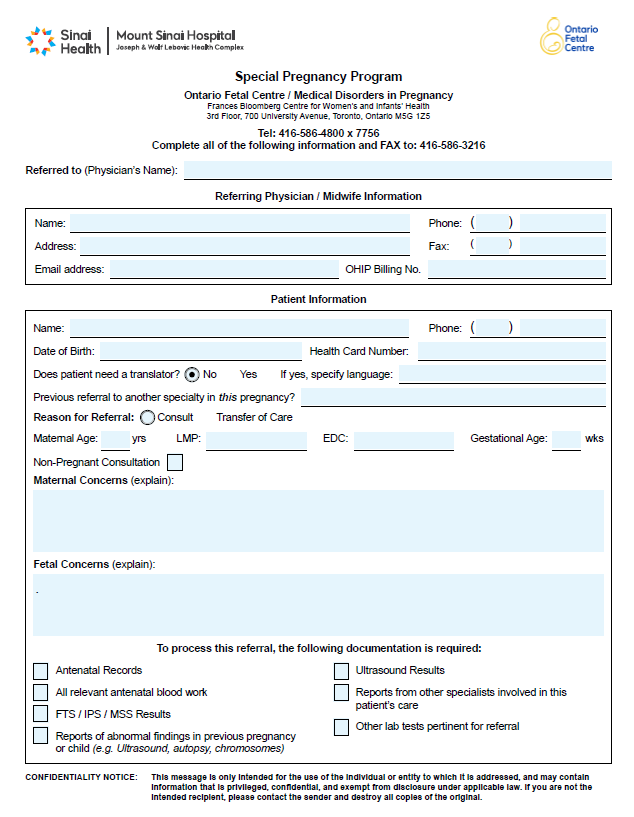 Sinai Health
Mount Sinai Hospital
Joseph & Wolf Lebovic Health Complex
Ontario Fetal Centre
Special Pregnancy Program
Ontario Fetal Centre / Medical Disorders in Pregnancy
Frances Bloomberg Centre for Women's and Infants' Health
3rd Floor, 700 University Avenue, Toronto, Ontario M5G 1Z5
Tel: 416-586-4800 x 7756
Complete all of the following information and FAX to: 416-586-3216
Referred to (Physician's Name):
Referring Physician / Midwife Information
Name: Phone: ( )
Address: Fax: ( )
Email address: OHIP Billing No.
Patient Information
Name: Phone: ( )
Date of Birth: Health Card Number:
Does patient need a translator? No Yes If yes, specify language:
Previous referral to another specialty in this pregnancy?
Reason for Referral: Consult Transfer of Care
Maternal Age: yrs LMP: EDC: Gestational Age: wks
Non-Pregnant Consultation
Maternal Concerns (explain):
Fetal Concerns (explain):
.
To process this referral, the following documentation is required:
Antenatal Records
All relevant antenatal blood work
FTS / IPS / MSS Results
Reports of abnormal findings in previous pregnancy
or child (e.g. Ultrasound, autopsy, chromosomes)
Ultrasound Results
Reports from other specialists involved in this
patient's care
Other lab tests pertinent for referral
CONFIDENTIALITY NOTICE: This message is only intended for the use of the individual or entity to which it is addressed, and may contain
information that is privileged, confidential, and exempt from disclosure under applicable law. If you are not the
intended recipient, please contact the sender and destroy all copies of the original.